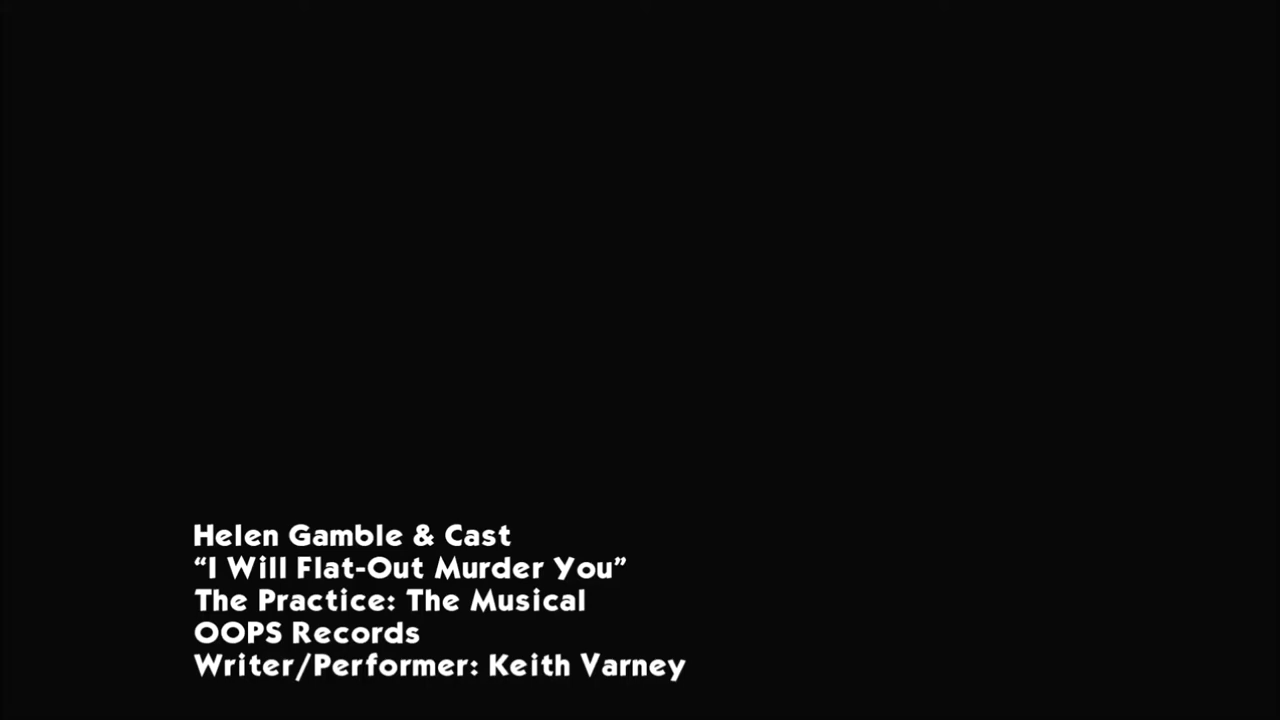 Helen Gamble & Cast
“I Will Flat-Out Murder You”
The Practice: The Musical
OOPS Records
Writer/Performer: Keith Varney